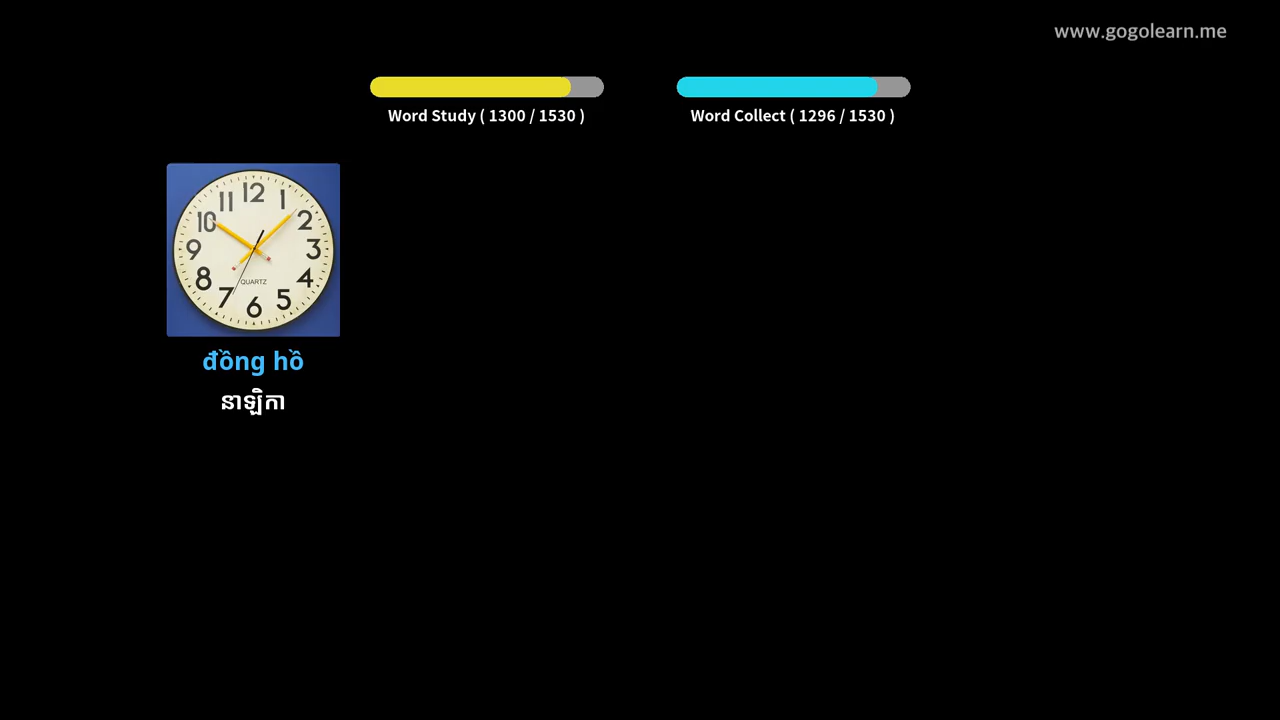 www.gogolearn.me
Word Study ( 1300 / 1530 )
Word Collect ( 1296 / 1530 )
12
11
1
10
2
9
3
8
4
QUARTZ
7
5
6
đồng hồ
នាឡិកា